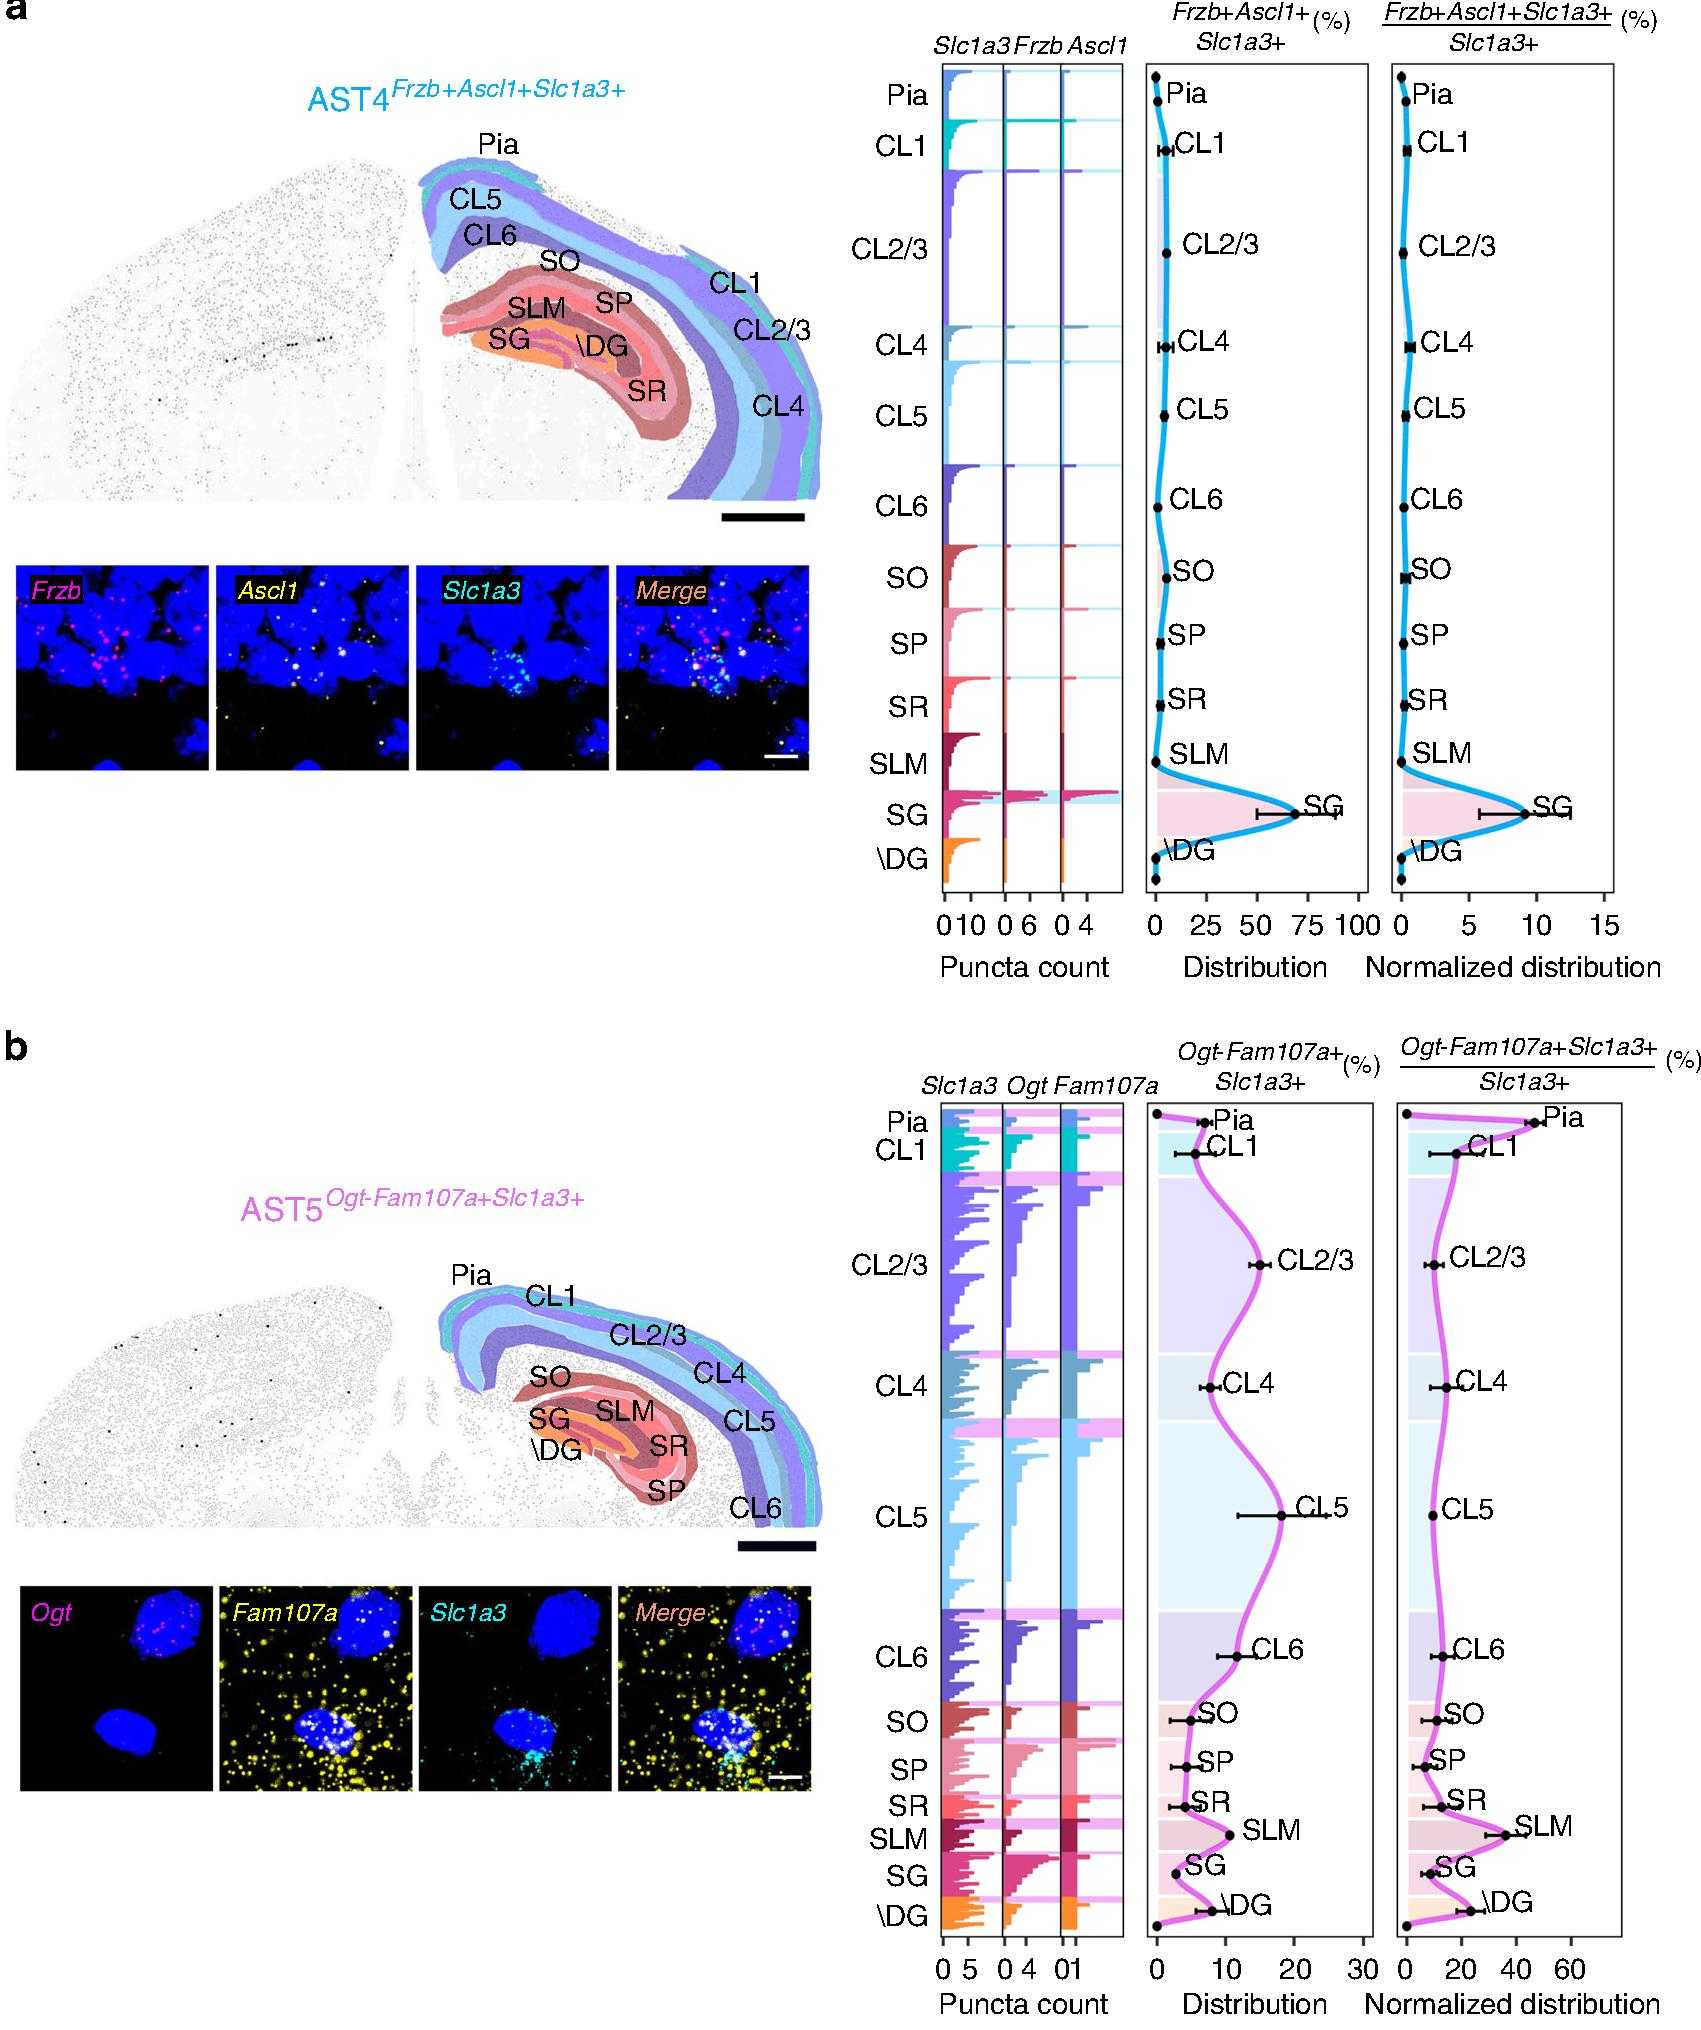 a
AST4 Frzb+Ascl1+Slc1a3+
Pia
CL5
CL6
SO
CL1
SLM
SP
CL2/3
SG
\DG
SR
CL4
Frzb
Ascl1
Slc1a3
Merge
Slc1a3 Frzb Ascl1
Frzb+Ascl1+ (%)
Slc1a3+
Frzb+Ascl1+Slc1a3+ (%)
Slc1a3+
Pia Pia Pia
CL1 CL1 CL1
CL2/3 CL2/3 CL2/3
CL4 CL4 CL4
CL5 CL5 CL5
CL6 CL6 CL6
SO SO SO
SP SP SP
SR SR SR
SLM SLM SLM
SG SG SG
\DG \DG \DG
0 10 0 6 0 4 0 25 50 75 100 0 5 10 15
Puncta count Distribution Normalized distribution
b
AST5 Ogt-Fam107a+Slc1a3+
Pia
CL1
CL2/3
CL4
SO
SG
SLM
CL5
\DG
SR
SP
CL6
Ogt
Fam107a
Slc1a3
Merge
Slc1a3 Ogt Fam107a
Ogt-Fam107a+ (%)
Slc1a3+
Ogt-Fam107a+Slc1a3+ (%)
Slc1a3+
Pia Pia Pia
CL1 CL1 CL1
CL2/3 CL2/3 CL2/3
CL4 CL4 CL4
CL5 CL5 CL5
CL6 CL6 CL6
SO SO SO
SP SP SP
SR SR SR
SLM SLM SLM
SG SG SG
\DG \DG \DG
0 5 0 4 0 1 0 10 20 30 0 20 40 60
Puncta count Distribution Normalized distribution